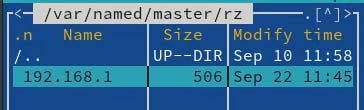 <- /var/named/master/rz .[^]>
.n Name Size Modify time
/.. UP--DIR Sep 10 11:58
192.168.1 506 Sep 22 11:45